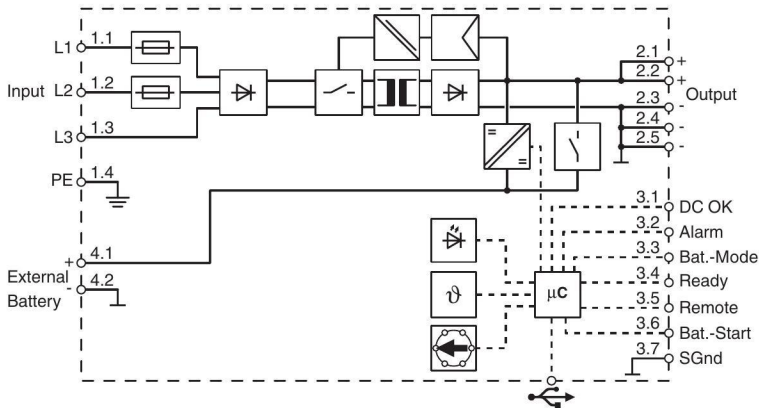 L1 1.1
Input L2 1.2
L3 1.3
PE 1.4
External Battery
+ 4.1
- 4.2
2.1 +
2.2 +
Output
2.3 -
2.4 -
2.5 -
=
=
ϑ
µC
3.1 DC OK
3.2 Alarm
3.3 Bat.-Mode
3.4 Ready
3.5 Remote
3.6 Bat.-Start
3.7 SGnd